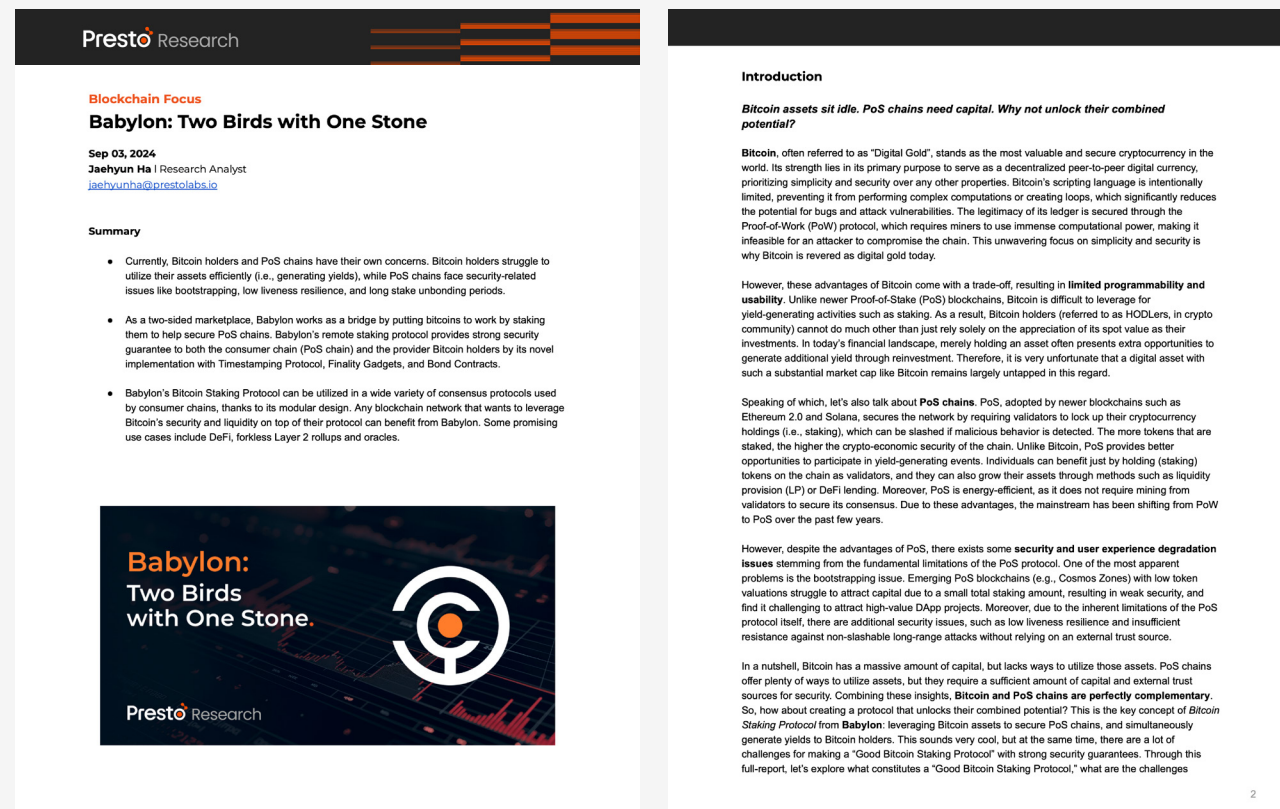 Presto Research
Blockchain Focus
Babylon: Two Birds with One Stone
Sep 03, 2024
Jaehyun Ha | Research Analyst
jaehyunha@prestolabs.io
Summary
● Currently, Bitcoin holders and PoS chains have their own concerns. Bitcoin holders struggle to
utilize their assets efficiently (i.e., generating yields), while PoS chains face security-related
issues like bootstrapping, low liveness resilience, and long stake unbonding periods.
● As a two-sided marketplace, Babylon works as a bridge by putting bitcoins to work by staking
them to help secure PoS chains. Babylon's remote staking protocol provides strong security
guarantee to both the consumer chain (PoS chain) and the provider Bitcoin holders by its novel
implementation with Timestamping Protocol, Finality Gadgets, and Bond Contracts.
● Babylon's Bitcoin Staking Protocol can be utilized in a wide variety of consensus protocols used
by consumer chains, thanks to its modular design. Any blockchain network that wants to leverage
Bitcoin's security and liquidity on top of their protocol can benefit from Babylon. Some promising
use cases include DeFi, forkless Layer 2 rollups and oracles.
Babylon:
Two Birds
with One Stone.
Presto Research
Introduction
Bitcoin assets sit idle. PoS chains need capital. Why not unlock their combined
potential?
Bitcoin, often referred to as “Digital Gold”, stands as the most valuable and secure cryptocurrency in the
world. Its strength lies in its primary purpose to serve as a decentralized peer-to-peer digital currency,
prioritizing simplicity and security over any other properties. Bitcoin's scripting language is intentionally
limited, preventing it from performing complex computations or creating loops, which significantly reduces
the potential for bugs and attack vulnerabilities. The legitimacy of its ledger is secured through the
Proof-of-Work (PoW) protocol, which requires miners to use immense computational power, making it
infeasible for an attacker to compromise the chain. This unwavering focus on simplicity and security is
why Bitcoin is revered as digital gold today.
However, these advantages of Bitcoin come with a trade-off, resulting in limited programmability and
usability. Unlike newer Proof-of-Stake (PoS) blockchains, Bitcoin is difficult to leverage for
yield-generating activities such as staking. As a result, Bitcoin holders (referred to as HODLers, in crypto
community) cannot do much other than just rely solely on the appreciation of its spot value as their
investments. In today's financial landscape, merely holding an asset often presents extra opportunities to
generate additional yield through reinvestment. Therefore, it is very unfortunate that a digital asset with
such a substantial market cap like Bitcoin remains largely untapped in this regard.
Speaking of which, let's also talk about PoS chains. PoS, adopted by newer blockchains such as
Ethereum 2.0 and Solana, secures the network by requiring validators to lock up their cryptocurrency
holdings (i.e., staking), which can be slashed if malicious behavior is detected. The more tokens that are
staked, the higher the crypto-economic security of the chain. Unlike Bitcoin, PoS provides better
opportunities to participate in yield-generating events. Individuals can benefit just by holding (staking)
tokens on the chain as validators, and they can also grow their assets through methods such as liquidity
provision (LP) or DeFi lending. Moreover, PoS is energy-efficient, as it does not require mining from
validators to secure its consensus. Due to these advantages, the mainstream has been shifting from PoW
to PoS over the past few years.
However, despite the advantages of PoS, there exists some security and user experience degradation
issues stemming from the fundamental limitations of the PoS protocol. One of the most apparent
problems is the bootstrapping issue. Emerging PoS blockchains (e.g., Cosmos Zones) with low token
valuations struggle to attract capital due to a small total staking amount, resulting in weak security, and
find it challenging to attract high-value DApp projects. Moreover, due to the inherent limitations of the PoS
protocol itself, there are additional security issues, such as low liveness resilience and insufficient
resistance against non-slashable long-range attacks without relying on an external trust source.
In a nutshell, Bitcoin has a massive amount of capital, but lacks ways to utilize those assets. PoS chains
offer plenty of ways to utilize assets, but they require a sufficient amount of capital and external trust
sources for security. Combining these insights, Bitcoin and PoS chains are perfectly complementary.
So, how about creating a protocol that unlocks their combined potential? This is the key concept of Bitcoin
Staking Protocol from Babylon: leveraging Bitcoin assets to secure PoS chains, and simultaneously
generate yields to Bitcoin holders. This sounds very cool, but at the same time, there are a lot of
challenges for making a “Good Bitcoin Staking Protocol” with strong security guarantees. Through this
full-report, let's explore what constitutes a “Good Bitcoin Staking Protocol,” what are the challenges
2